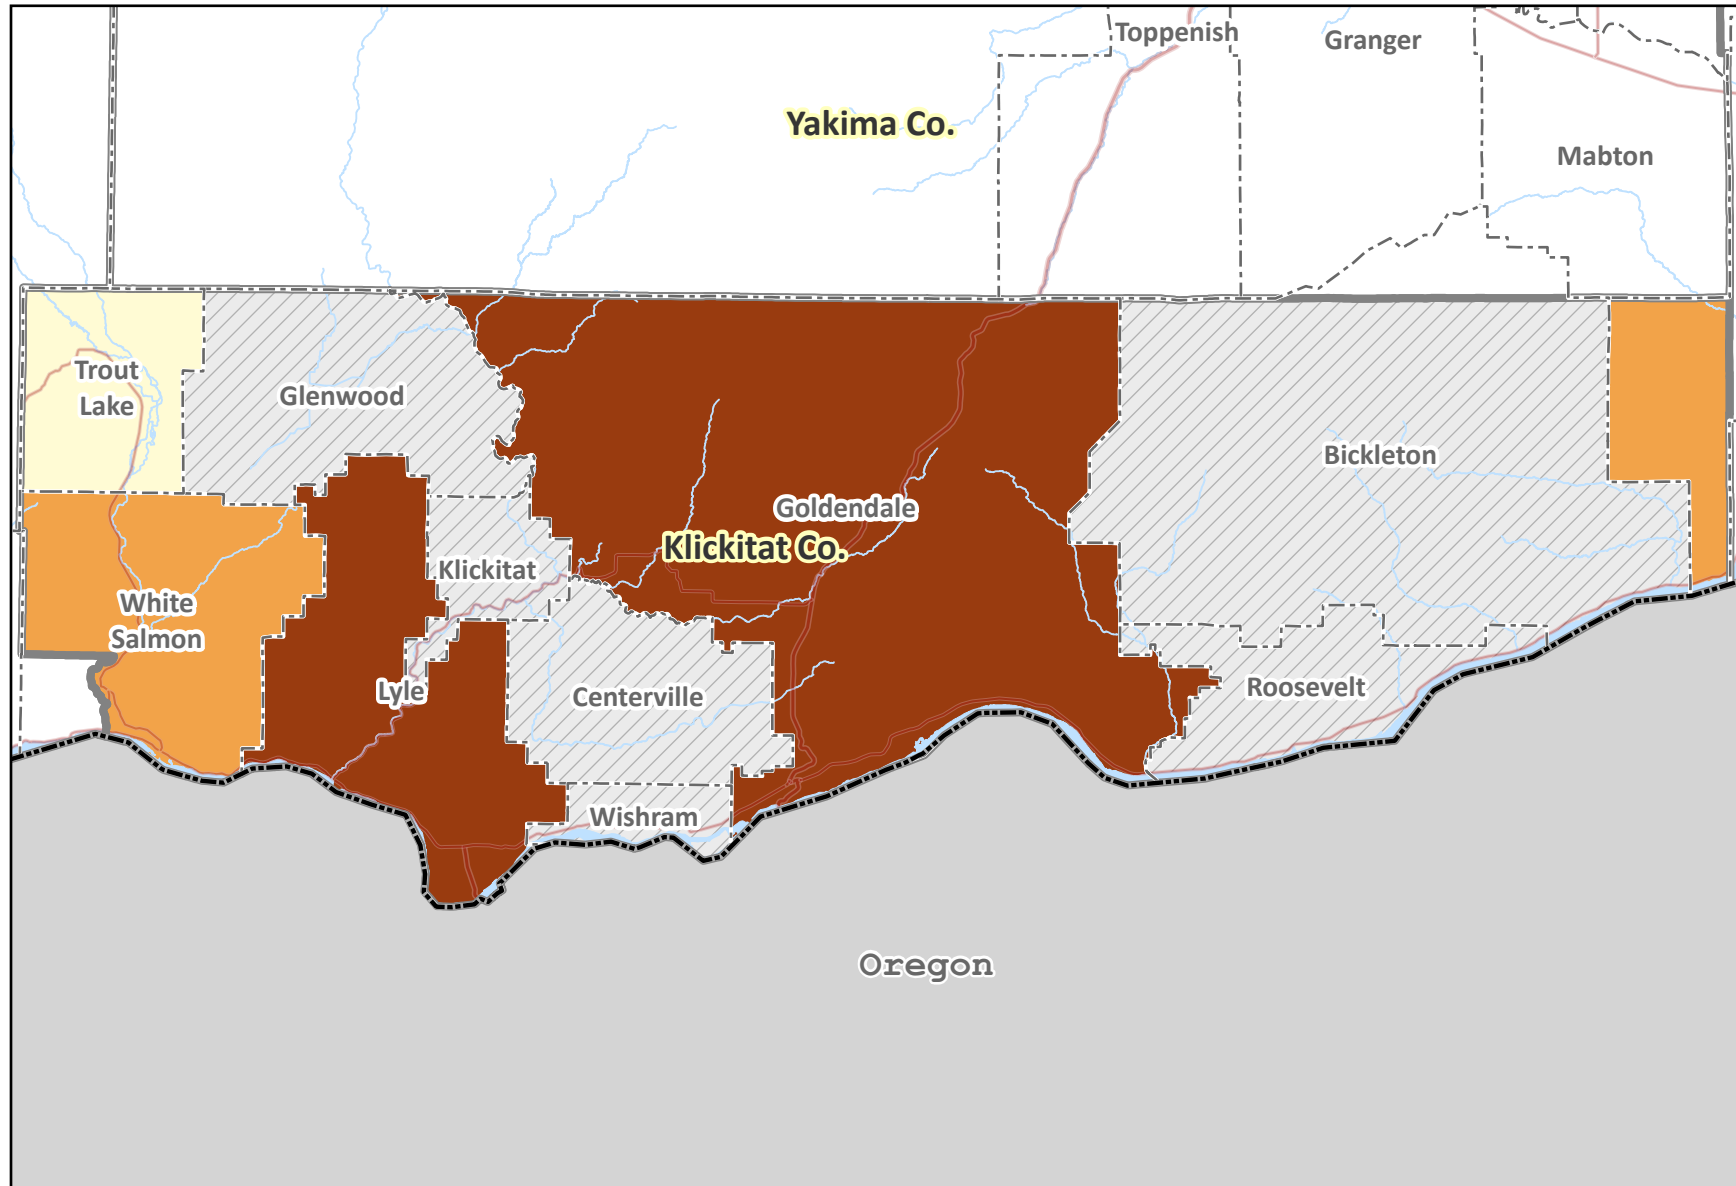 Toppenish
Granger
Yakima Co.
Mabton
Trout
Lake
Glenwood
Bickleton
Goldendale
Klickitat Co.
Klickitat
White
Salmon
Lyle
Centerville
Roosevelt
Wishram
Oregon